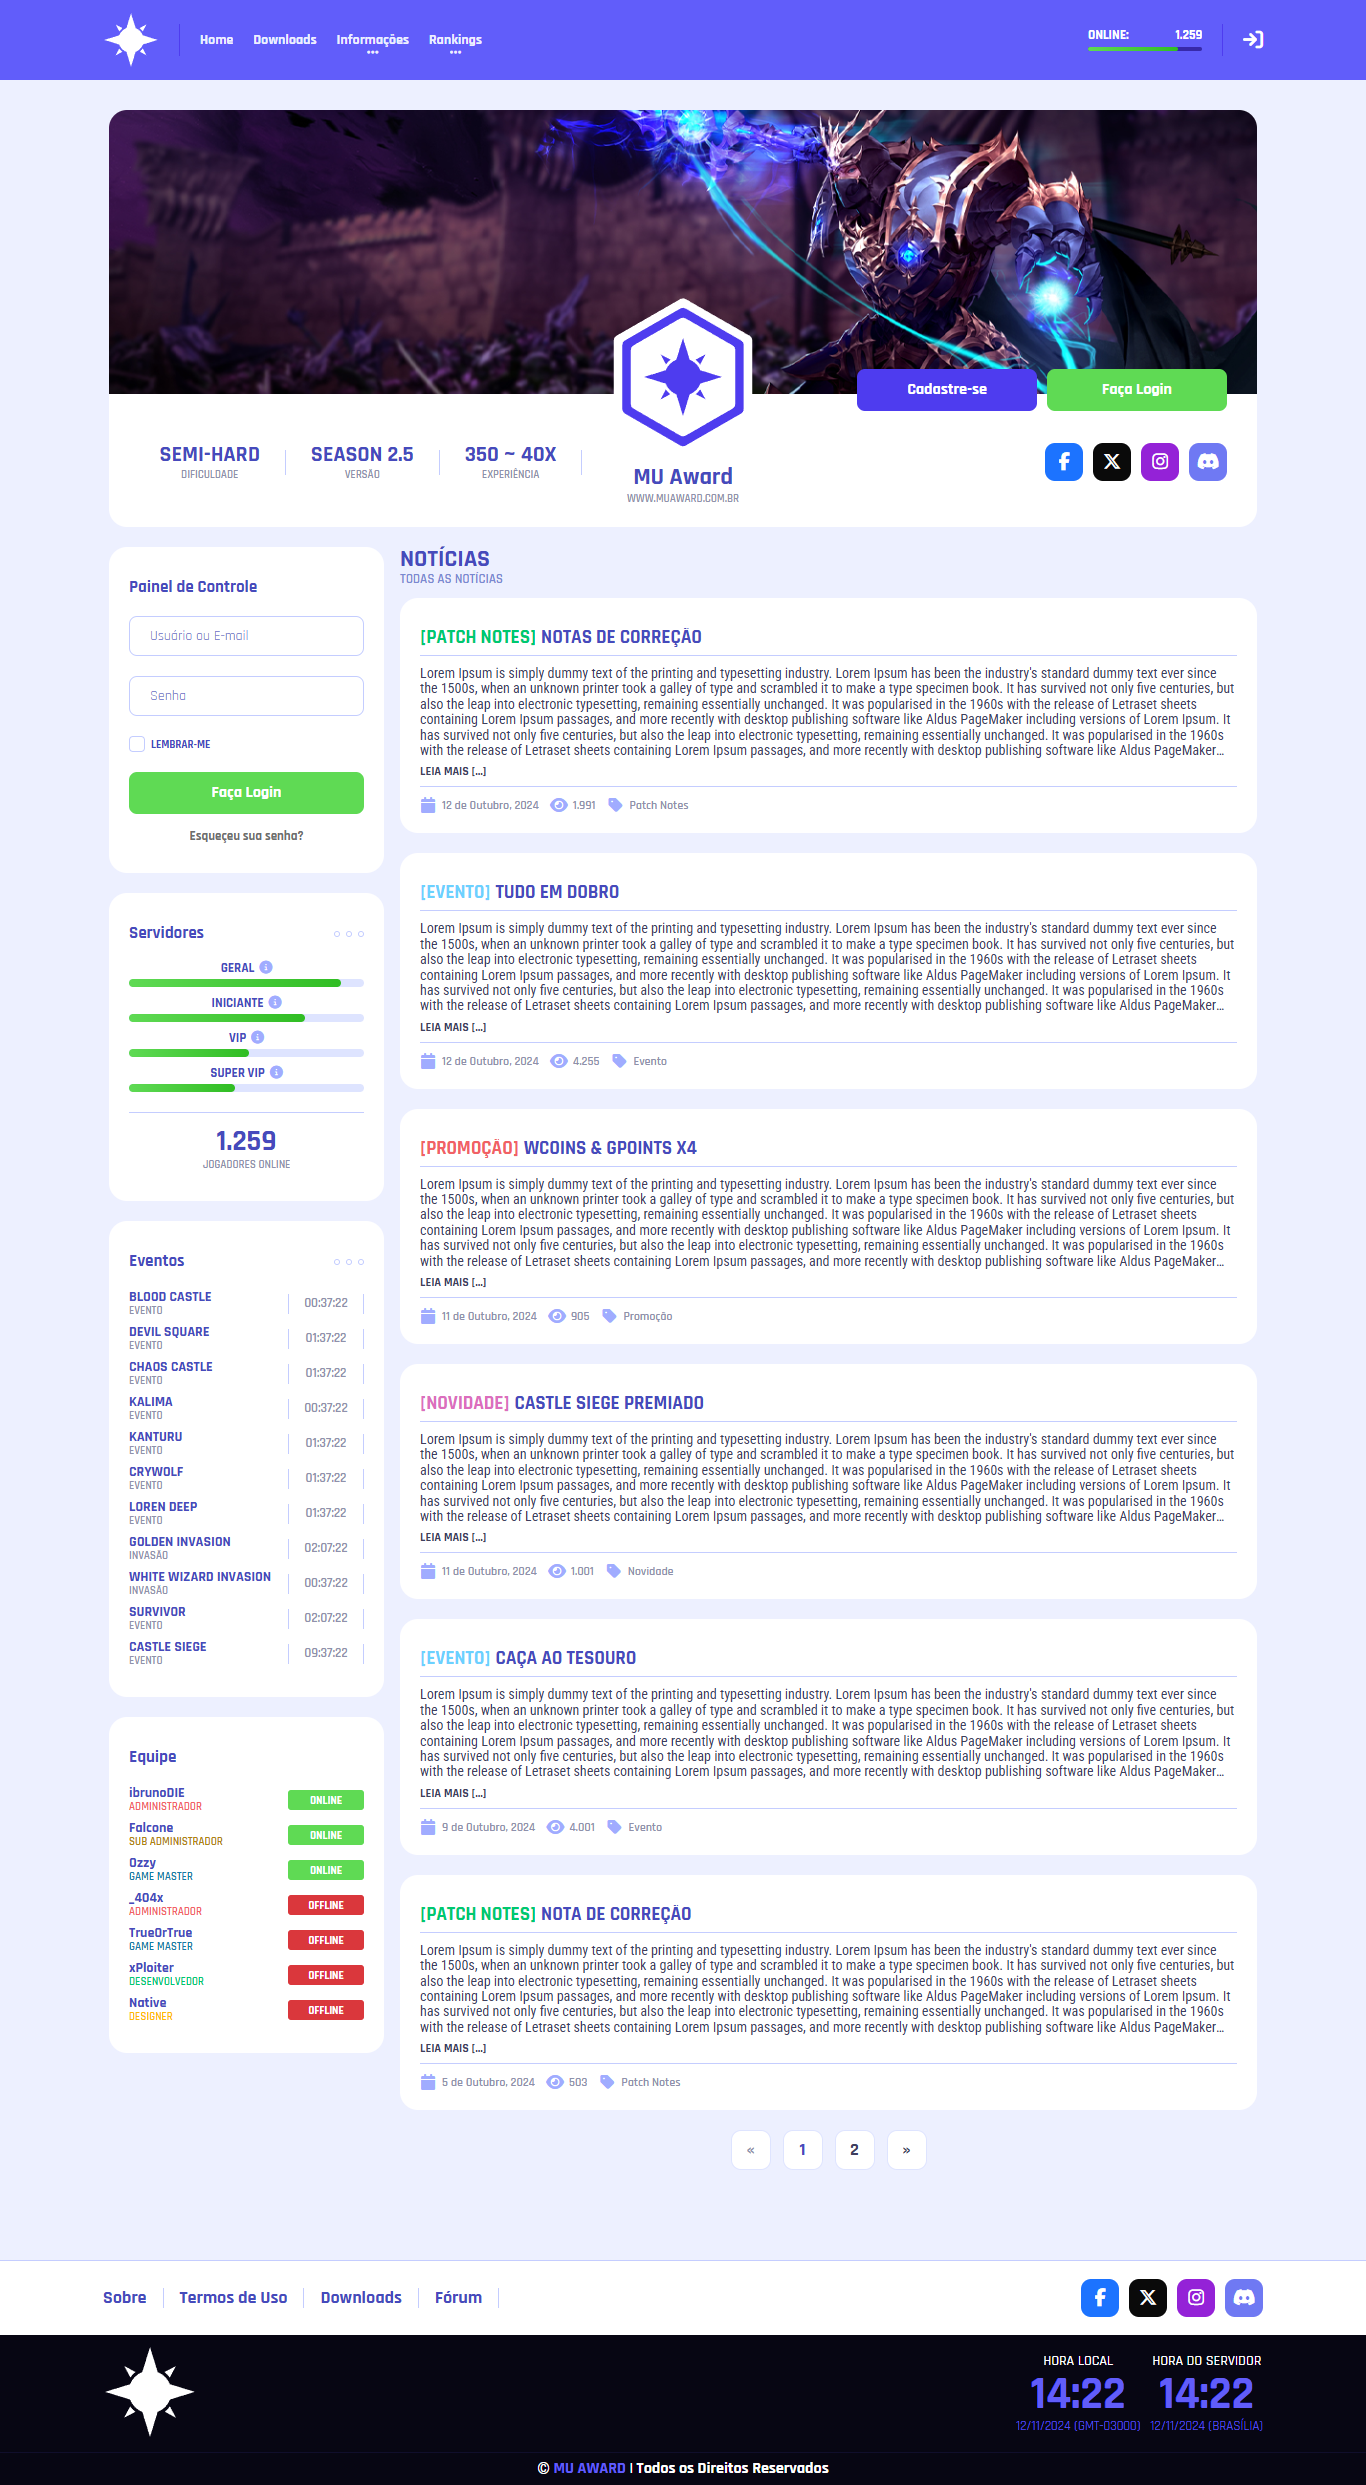 Home Downloads Informações Rankings
ONLINE: 1.259
Cadastre-se Faça Login
SEMI-HARD SEASON 2.5 350 ~ 40X
DIFICULDADE VERSÃO EXPERIÊNCIA
MU Award
WWW.MUAWARD.COM.BR
Painel de Controle
Usuário ou E-mail
Senha
LEMBRAR-ME
Faça Login
Esqueçeu sua senha?
Servidores
GERAL
INICIANTE
VIP
SUPER VIP
1.259
JOGADORES ONLINE
Eventos
BLOOD CASTLE
EVENTO
00:37:22
DEVIL SQUARE
EVENTO
01:37:22
CHAOS CASTLE
EVENTO
01:37:22
KALIMA
EVENTO
00:37:22
KANTURU
EVENTO
01:37:22
CRYWOLF
EVENTO
01:37:22
LOREN DEEP
EVENTO
01:37:22
GOLDEN INVASION
INVASÃO
02:07:22
WHITE WIZARD INVASION
INVASÃO
00:37:22
SURVIVOR
EVENTO
02:07:22
CASTLE SIEGE
EVENTO
09:37:22
Equipe
ibrunoDIE
ADMINISTRADOR
ONLINE
Falcone
SUB ADMINISTRADOR
ONLINE
Ozzy
GAME MASTER
ONLINE
_404x
ADMINISTRADOR
OFFLINE
TrueOrTrue
GAME MASTER
OFFLINE
xPloiter
DESENVOLVEDOR
OFFLINE
Native
DESIGNER
OFFLINE
NOTÍCIAS
TODAS AS NOTÍCIAS
[PATCH NOTES] NOTAS DE CORREÇÃO
Lorem Ipsum is simply dummy text of the printing and typesetting industry. Lorem Ipsum has been the industry's standard dummy text ever since
the 1500s, when an unknown printer took a galley of type and scrambled it to make a type specimen book. It has survived not only five centuries, but
also the leap into electronic typesetting, remaining essentially unchanged. It was popularised in the 1960s with the release of Letraset sheets
containing Lorem Ipsum passages, and more recently with desktop publishing software like Aldus PageMaker including versions of Lorem Ipsum. It
has survived not only five centuries, but also the leap into electronic typesetting, remaining essentially unchanged. It was popularised in the 1960s
with the release of Letraset sheets containing Lorem Ipsum passages, and more recently with desktop publishing software like Aldus PageMaker...
LEIA MAIS [...]
12 de Outubro, 2024 1.991 Patch Notes
[EVENTO] TUDO EM DOBRO
Lorem Ipsum is simply dummy text of the printing and typesetting industry. Lorem Ipsum has been the industry's standard dummy text ever since
the 1500s, when an unknown printer took a galley of type and scrambled it to make a type specimen book. It has survived not only five centuries, but
also the leap into electronic typesetting, remaining essentially unchanged. It was popularised in the 1960s with the release of Letraset sheets
containing Lorem Ipsum passages, and more recently with desktop publishing software like Aldus PageMaker including versions of Lorem Ipsum. It
has survived not only five centuries, but also the leap into electronic typesetting, remaining essentially unchanged. It was popularised in the 1960s
with the release of Letraset sheets containing Lorem Ipsum passages, and more recently with desktop publishing software like Aldus PageMaker...
LEIA MAIS [...]
12 de Outubro, 2024 4.255 Evento
[PROMOÇÃO] WCOINS & GPOINTS X4
Lorem Ipsum is simply dummy text of the printing and typesetting industry. Lorem Ipsum has been the industry's standard dummy text ever since
the 1500s, when an unknown printer took a galley of type and scrambled it to make a type specimen book. It has survived not only five centuries, but
also the leap into electronic typesetting, remaining essentially unchanged. It was popularised in the 1960s with the release of Letraset sheets
containing Lorem Ipsum passages, and more recently with desktop publishing software like Aldus PageMaker including versions of Lorem Ipsum. It
has survived not only five centuries, but also the leap into electronic typesetting, remaining essentially unchanged. It was popularised in the 1960s
with the release of Letraset sheets containing Lorem Ipsum passages, and more recently with desktop publishing software like Aldus PageMaker...
LEIA MAIS [...]
11 de Outubro, 2024 905 Promoção
[NOVIDADE] CASTLE SIEGE PREMIADO
Lorem Ipsum is simply dummy text of the printing and typesetting industry. Lorem Ipsum has been the industry's standard dummy text ever since
the 1500s, when an unknown printer took a galley of type and scrambled it to make a type specimen book. It has survived not only five centuries, but
also the leap into electronic typesetting, remaining essentially unchanged. It was popularised in the 1960s with the release of Letraset sheets
containing Lorem Ipsum passages, and more recently with desktop publishing software like Aldus PageMaker including versions of Lorem Ipsum. It
has survived not only five centuries, but also the leap into electronic typesetting, remaining essentially unchanged. It was popularised in the 1960s
with the release of Letraset sheets containing Lorem Ipsum passages, and more recently with desktop publishing software like Aldus PageMaker...
LEIA MAIS [...]
11 de Outubro, 2024 1.001 Novidade
[EVENTO] CAÇA AO TESOURO
Lorem Ipsum is simply dummy text of the printing and typesetting industry. Lorem Ipsum has been the industry's standard dummy text ever since
the 1500s, when an unknown printer took a galley of type and scrambled it to make a type specimen book. It has survived not only five centuries, but
also the leap into electronic typesetting, remaining essentially unchanged. It was popularised in the 1960s with the release of Letraset sheets
containing Lorem Ipsum passages, and more recently with desktop publishing software like Aldus PageMaker including versions of Lorem Ipsum. It
has survived not only five centuries, but also the leap into electronic typesetting, remaining essentially unchanged. It was popularised in the 1960s
with the release of Letraset sheets containing Lorem Ipsum passages, and more recently with desktop publishing software like Aldus PageMaker...
LEIA MAIS [...]
9 de Outubro, 2024 4.001 Evento
[PATCH NOTES] NOTA DE CORREÇÃO
Lorem Ipsum is simply dummy text of the printing and typesetting industry. Lorem Ipsum has been the industry's standard dummy text ever since
the 1500s, when an unknown printer took a galley of type and scrambled it to make a type specimen book. It has survived not only five centuries, but
also the leap into electronic typesetting, remaining essentially unchanged. It was popularised in the 1960s with the release of Letraset sheets
containing Lorem Ipsum passages, and more recently with desktop publishing software like Aldus PageMaker including versions of Lorem Ipsum. It
has survived not only five centuries, but also the leap into electronic typesetting, remaining essentially unchanged. It was popularised in the 1960s
with the release of Letraset sheets containing Lorem Ipsum passages, and more recently with desktop publishing software like Aldus PageMaker...
LEIA MAIS [...]
5 de Outubro, 2024 503 Patch Notes
« 1 2 »
Sobre Termos de Uso Downloads Fórum
HORA LOCAL HORA DO SERVIDOR
14:22 14:22
12/11/2024 (GMT-03000) 12/11/2024 (BRASÍLIA)
© MU AWARD | Todos os Direitos Reservados